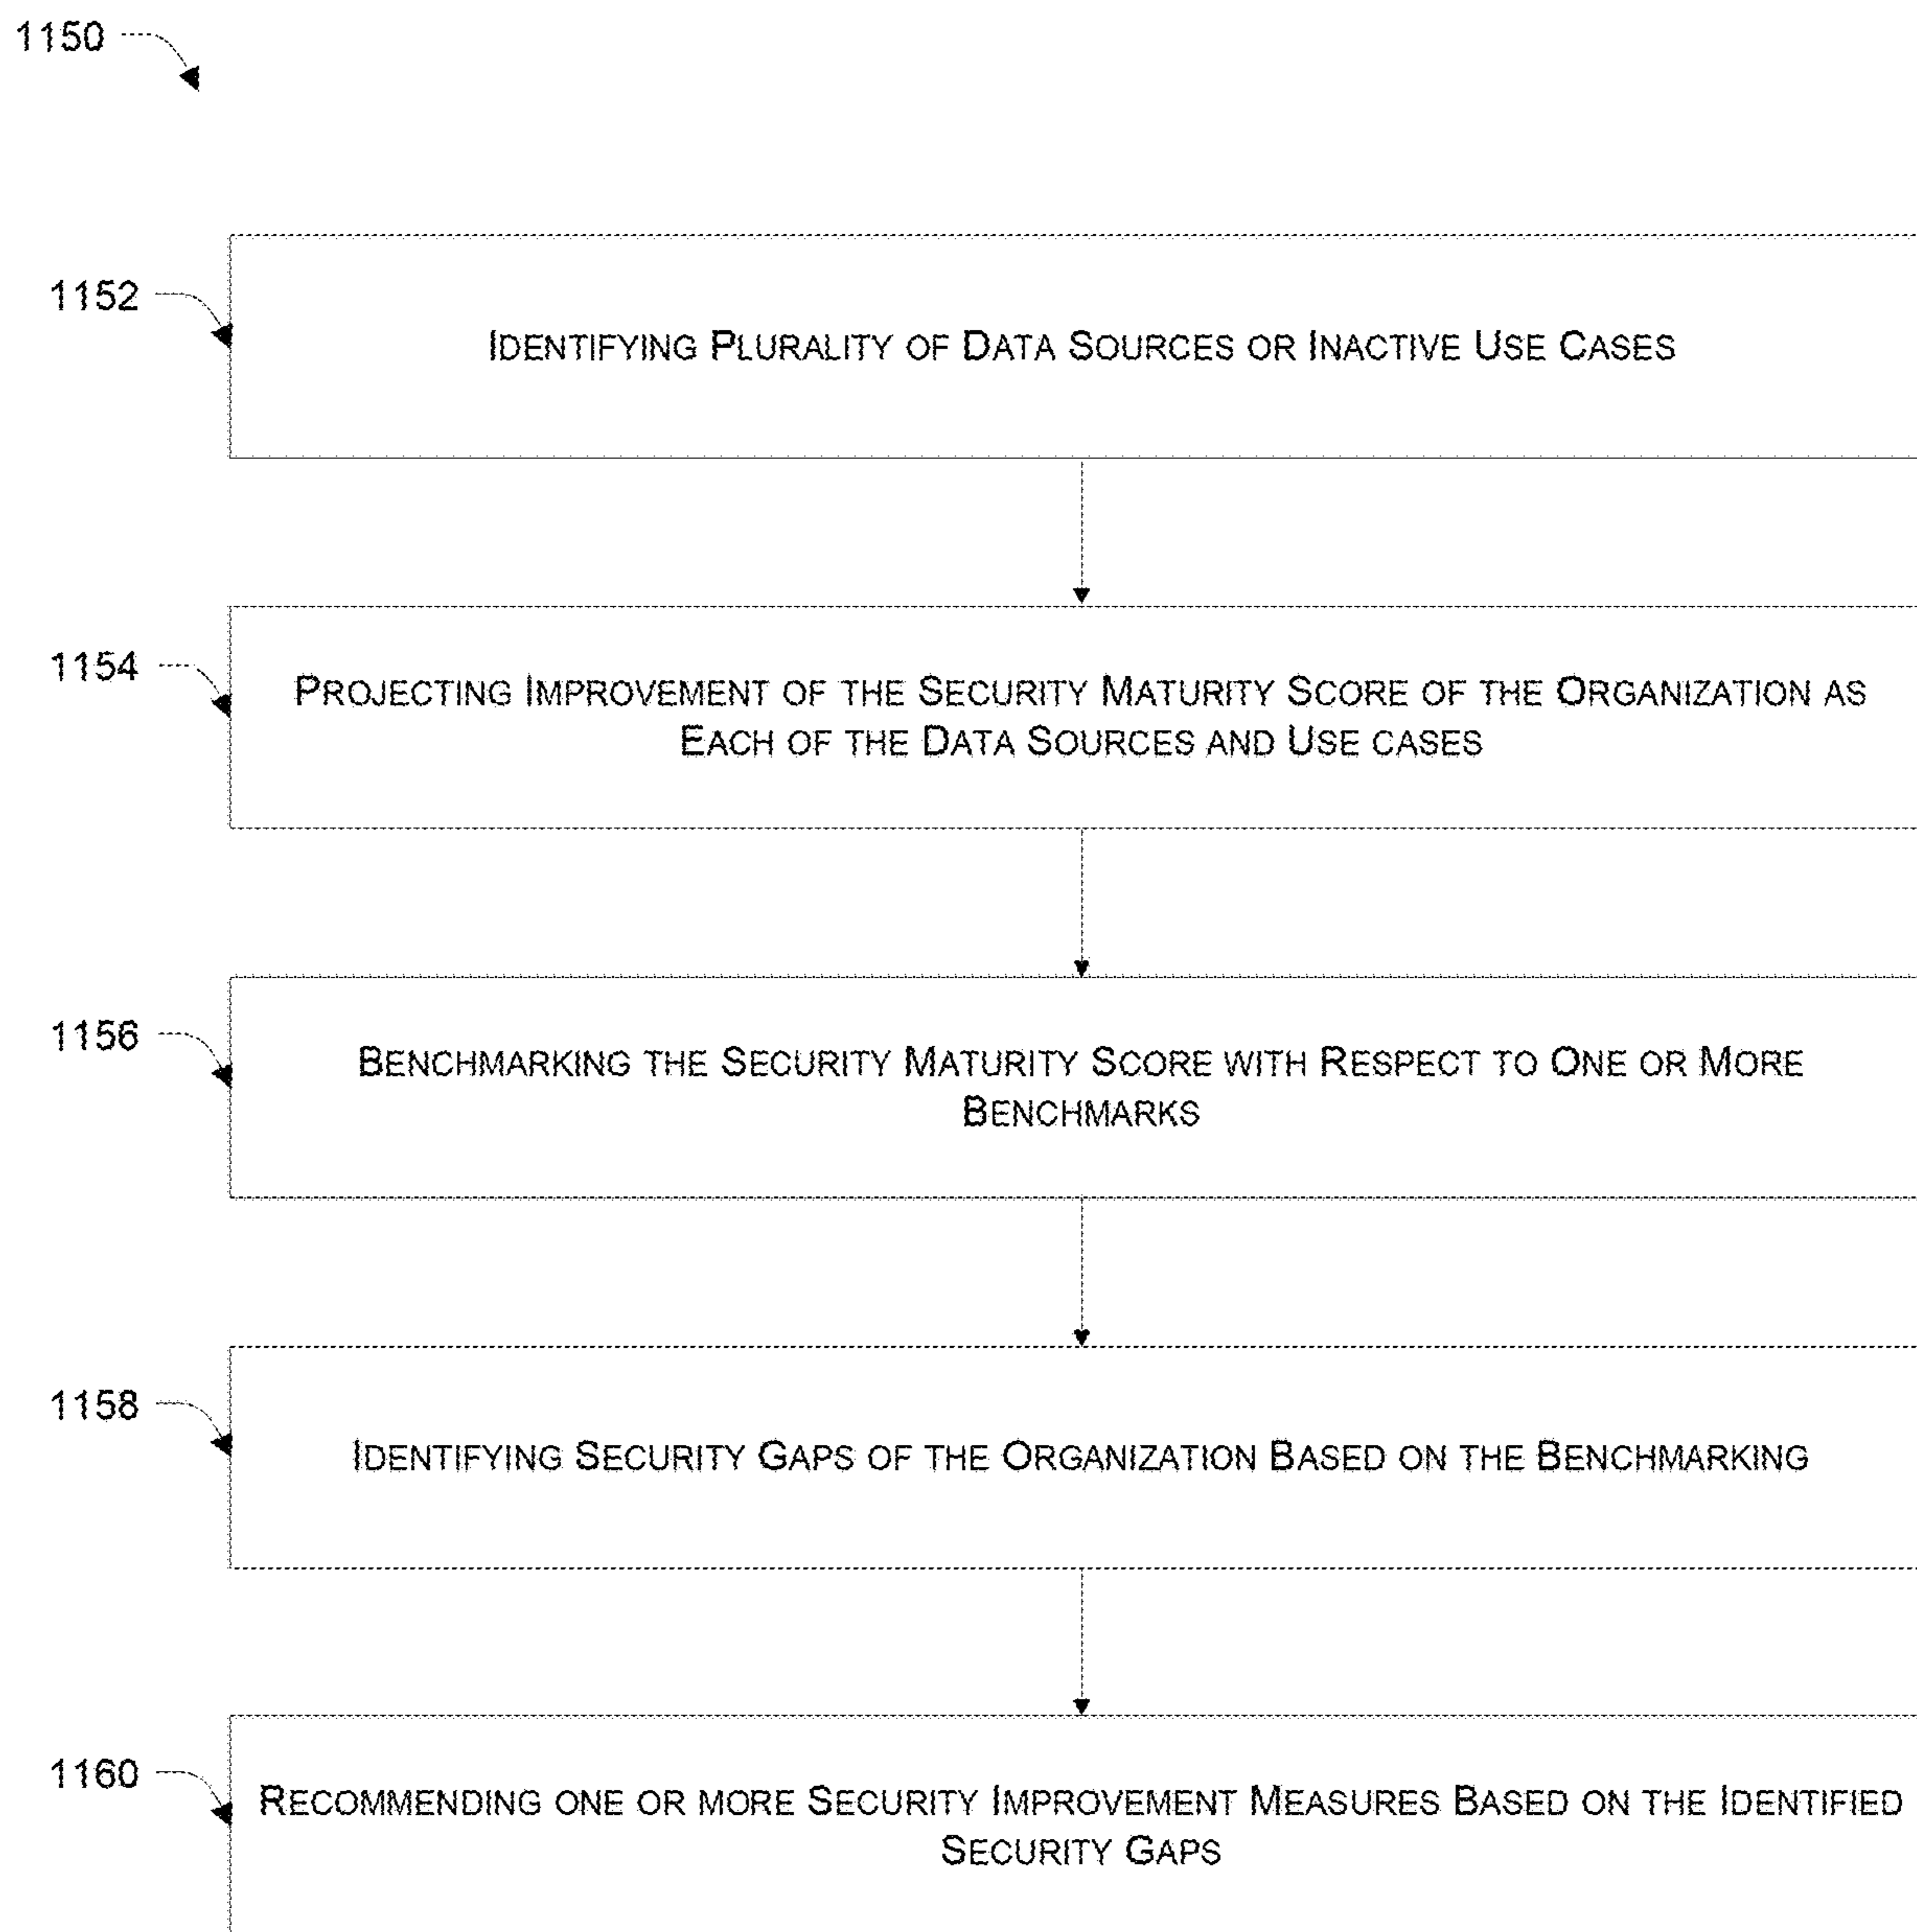 1150
1152
IDENTIFYING PLURALITY OF DATA SOURCES OR INACTIVE USE CASES
1154
PROJECTING IMPROVEMENT OF THE SECURITY MATURITY SCORE OF THE ORGANIZATION AS
EACH OF THE DATA SOURCES AND USE CASES
1156
BENCHMARKING THE SECURITY MATURITY SCORE WITH RESPECT TO ONE OR MORE
BENCHMARKS
1158
IDENTIFYING SECURITY GAPS OF THE ORGANIZATION BASED ON THE BENCHMARKING
1160
RECOMMENDING ONE OR MORE SECURITY IMPROVEMENT MEASURES BASED ON THE IDENTIFIED
SECURITY GAPS